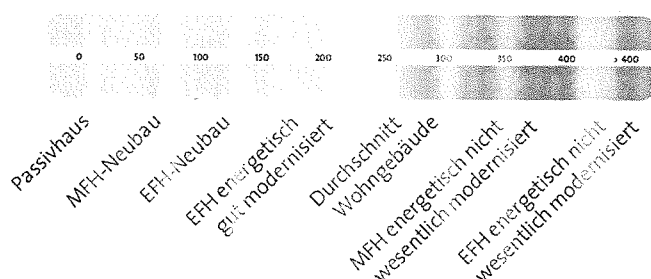 0 50 100 150 200 250 300 350 400 > 400
Passivhaus
MFH-Neubau
EFH-Neubau
EFH energetisch
gut modernisiert
Durchschnitt
Wohngebäude
MFH energetisch nicht
wesentlich modernisiert
EFH energetisch nicht
wesentlich modernisiert